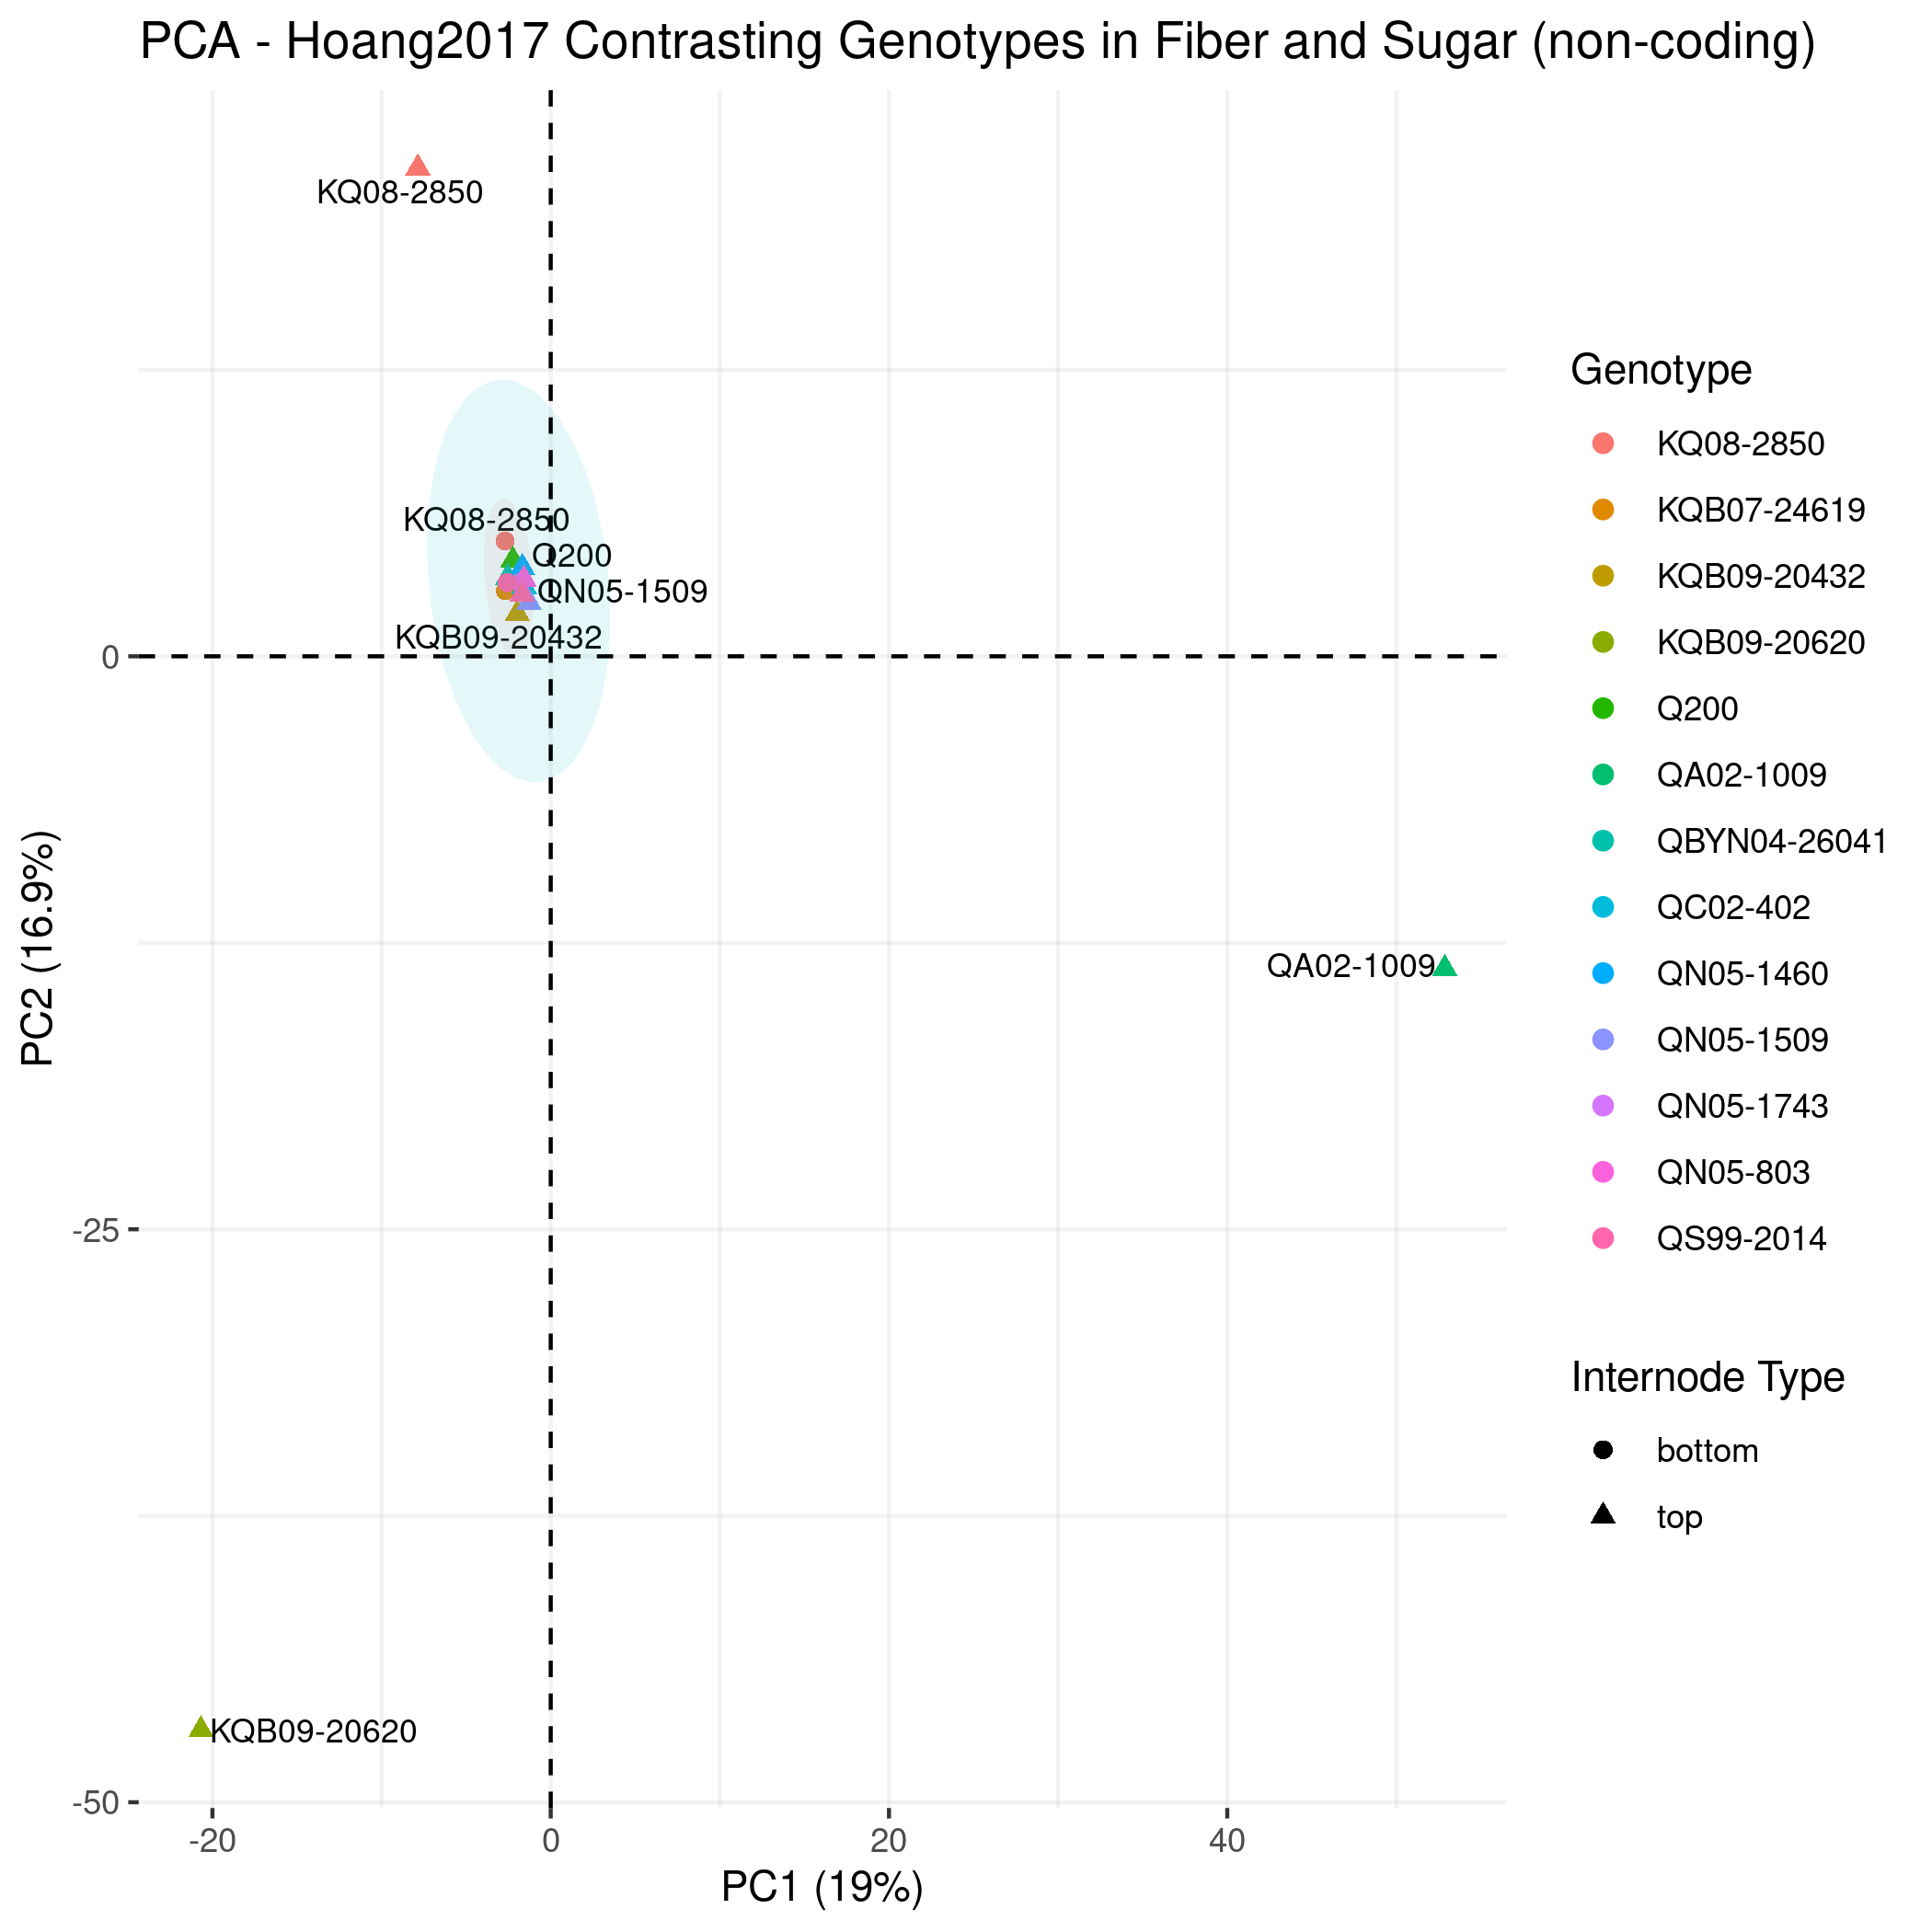 PCA - Hoang2017 Contrasting Genotypes in Fiber and Sugar (non-coding)
KQ08-2850
KQ08-2850
Q200
QN05-1509
KQB09-20432
QA02-1009
KQB09-20620
0
-25
-50
-20
0
20
40
PC1 (19%)
PC2 (16.9%)
Genotype
KQ08-2850
KQB07-24619
KQB09-20432
KQB09-20620
Q200
QA02-1009
QBYN04-26041
QC02-402
QN05-1460
QN05-1509
QN05-1743
QN05-803
QS99-2014
Internode Type
bottom
top